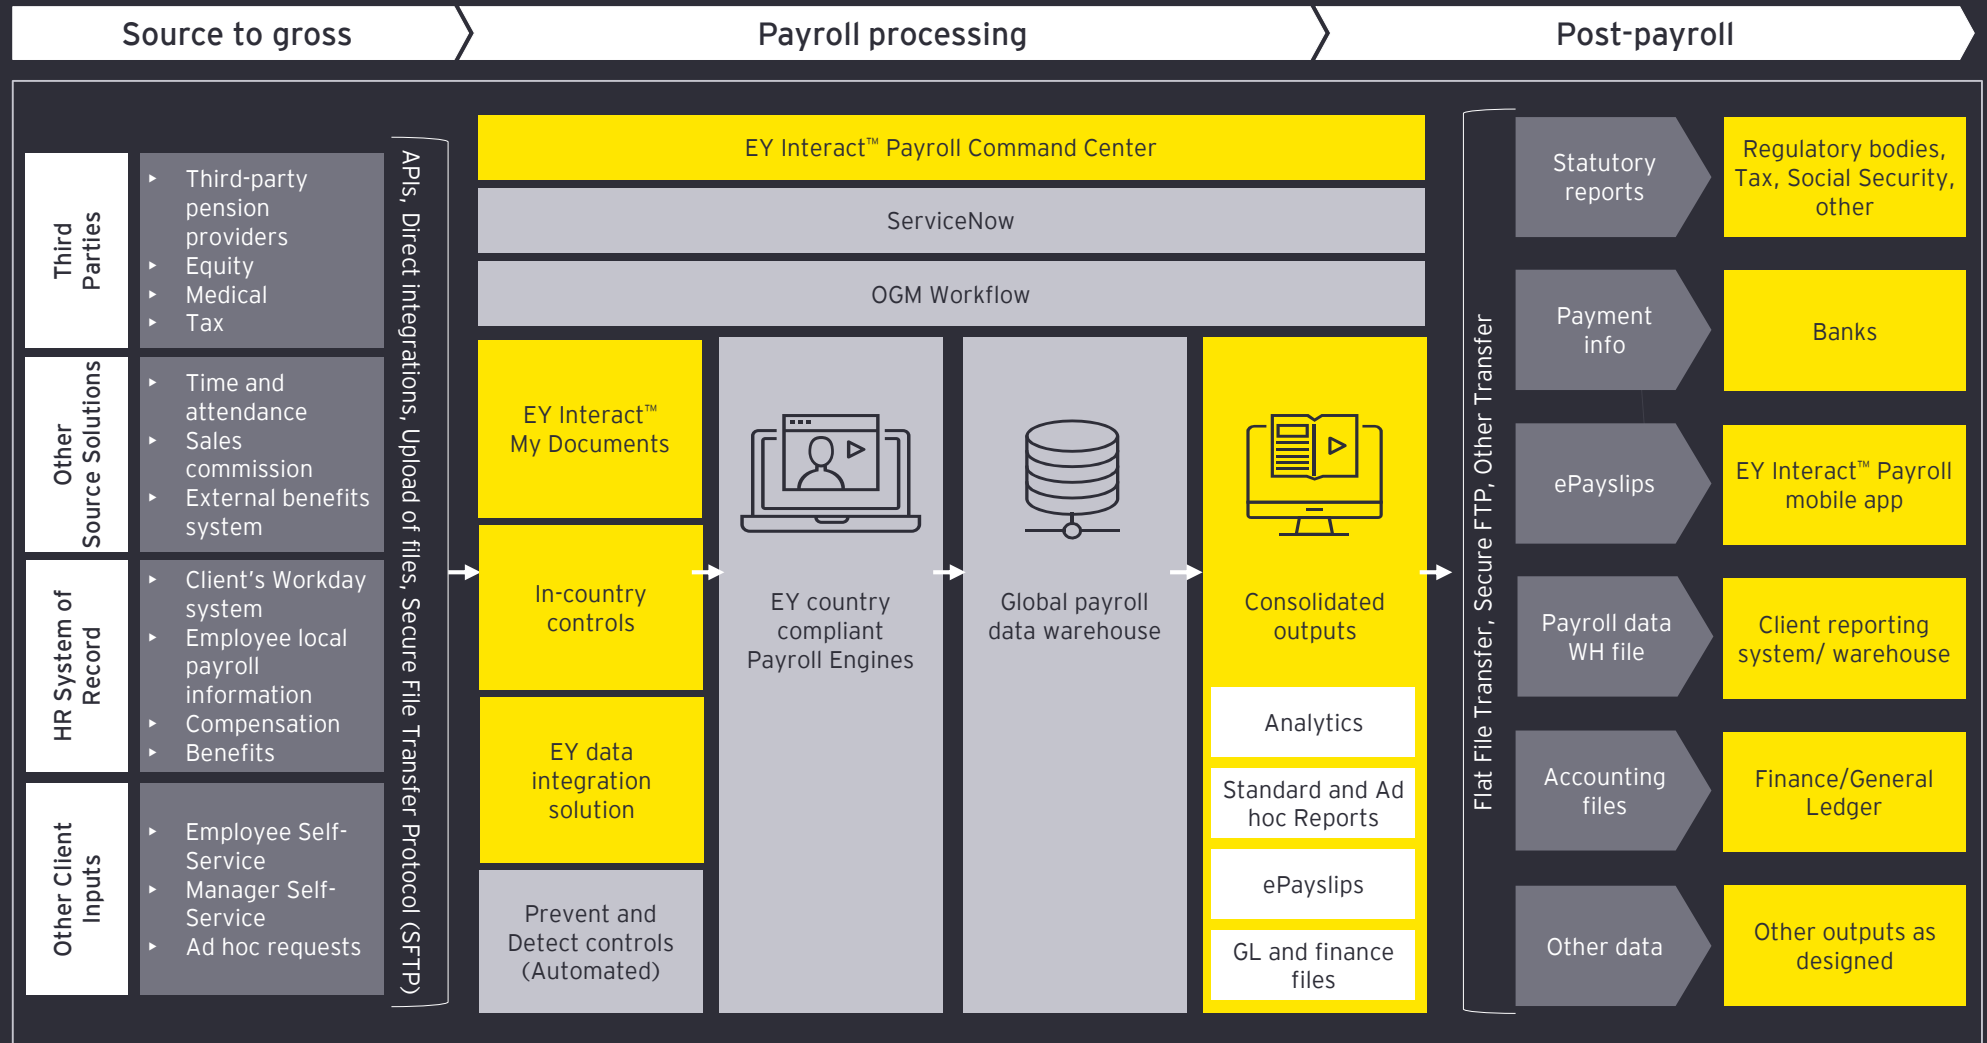 Source to gross
Payroll processing
Post-payroll
Third
Parties
▸ Third-party
pension
providers
▸ Equity
▸ Medical
▸ Tax
Other
Source Solutions
▸ Time and
attendance
▸ Sales
commission
▸ External benefits
system
HR System of
Record
▸ Client's Workday
system
▸ Employee local
payroll
information
▸ Compensation
▸ Benefits
Other Client
Inputs
▸ Employee Self-
Service
▸ Manager Self-
Service
▸ Ad hoc requests
APIs, Direct integrations, Upload of files, Secure File Transfer Protocol (SFTP)
EY Interact™ Payroll Command Center
ServiceNow
OGM Workflow
EY Interact™
My Documents
In-country
controls
EY data
integration
solution
Prevent and
Detect controls
(Automated)
EY country
compliant
Payroll Engines
Global payroll
data warehouse
Consolidated
outputs
Analytics
Standard and Ad
hoc Reports
ePayslips
GL and finance
files
Flat File Transfer, Secure FTP, Other Transfer
Statutory
reports
Regulatory bodies,
Tax, Social Security,
other
Payment
info
Banks
ePayslips
EY Interact™ Payroll
mobile app
Payroll data
WH file
Client reporting
system/ warehouse
Accounting
files
Finance/General
Ledger
Other data
Other outputs as
designed